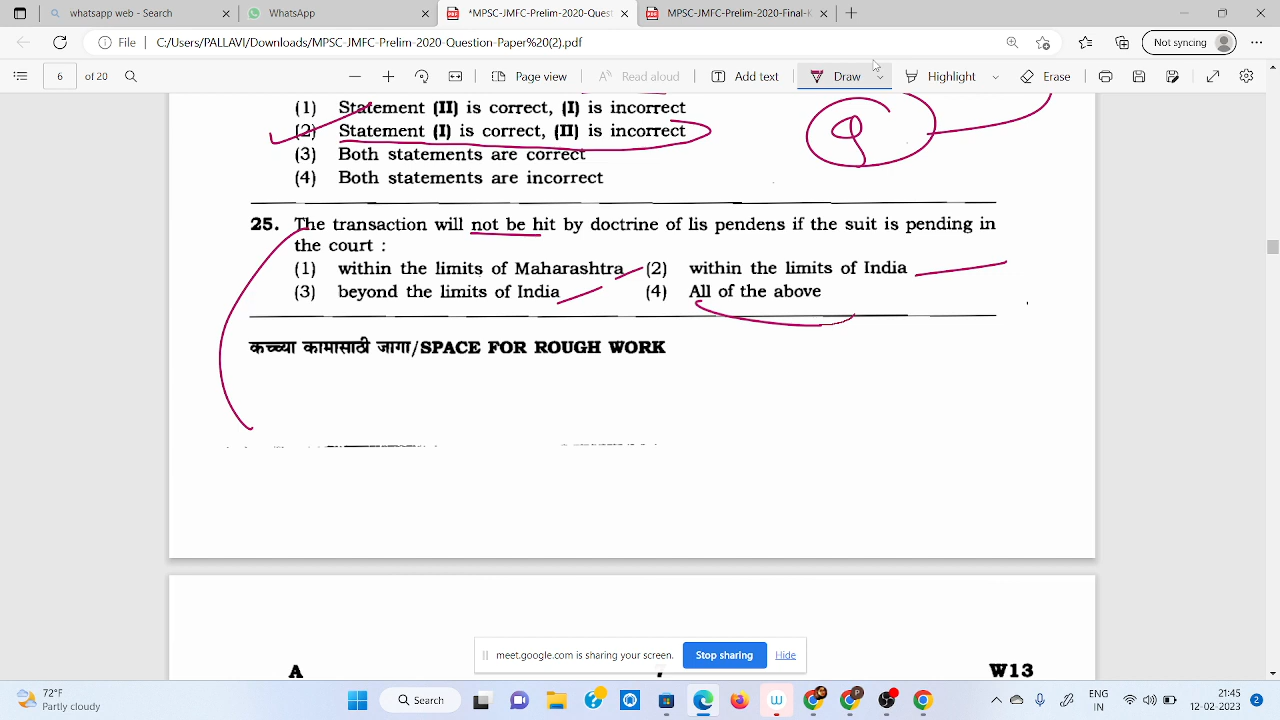 whatsapp web - Search
WhatsApp
*MPSC-JMFC-Prelim-2020-Quest
MPSC-JMFC-Prelim-2020-Final-K
File
C:/Users/PALLAVI/Downloads/MPSC-JMFC-Prelim-2020-Question-Paper%20(2).pdf
Not syncing
6 of 20
Page view
Read aloud
Add text
Draw
Highlight
Erase
(1) Statement (II) is correct, (I) is incorrect
(2) Statement (I) is correct, (II) is incorrect
(3) Both statements are correct
(4) Both statements are incorrect
25. The transaction will not be hit by doctrine of lis pendens if the suit is pending in
the court :
(1) within the limits of Maharashtra (2) within the limits of India
(3) beyond the limits of India (4) All of the above
कच्च्या कामासाठी जागा/SPACE FOR ROUGH WORK
meet.google.com is sharing your screen.
Stop sharing
Hide
A 7 W13
72°F
Partly cloudy
Search
ENG
IN
21:45
12-02-2023
2